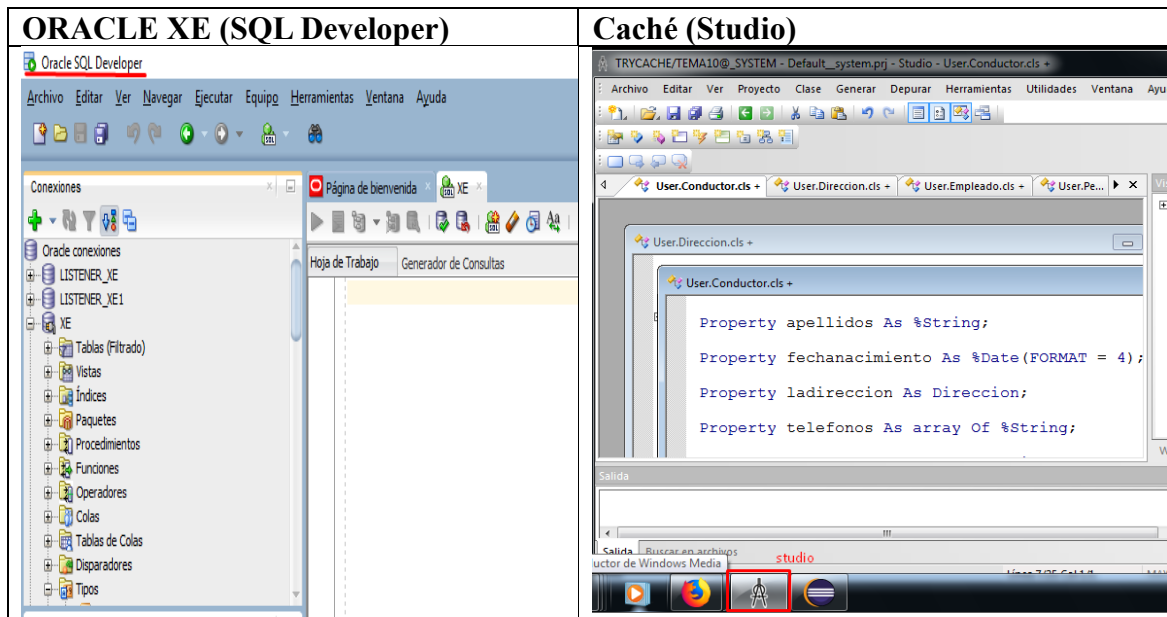 ORACLE XE (SQL Developer)
Oracle SQL Developer
Archivo Editar Ver Navegar Ejecutar Equipo Herramientas Ventana Ayuda
Conexiones
Página de bienvenida
XE
Hoja de Trabajo Generador de Consultas
Oracle conexiones
LISTENER_XE
LISTENER_XE1
XE
Tablas (Filtrado)
Vistas
Índices
Paquetes
Procedimientos
Funciones
Operadores
Colas
Tablas de Colas
Disparadores
Tipos
Caché (Studio)
TRYCACHE/TEMA10@_SYSTEM - Default__system.prj - Studio - User.Conductor.cls +
Archivo Editar Ver Proyecto Clase Generar Depurar Herramientas Utilidades Ventana Ayu
User.Conductor.cls + User.Direccion.cls + User.Empleado.cls + User.Pe...
User.Direccion.cls +
User.Conductor.cls +
Property apellidos As %String;
Property fechanacimiento As %Date(FORMAT = 4);
Property ladireccion As Direccion;
Property telefonos As array Of %String;
Salida
Salida Buscar en archivos
studio
uctor de Windows Media